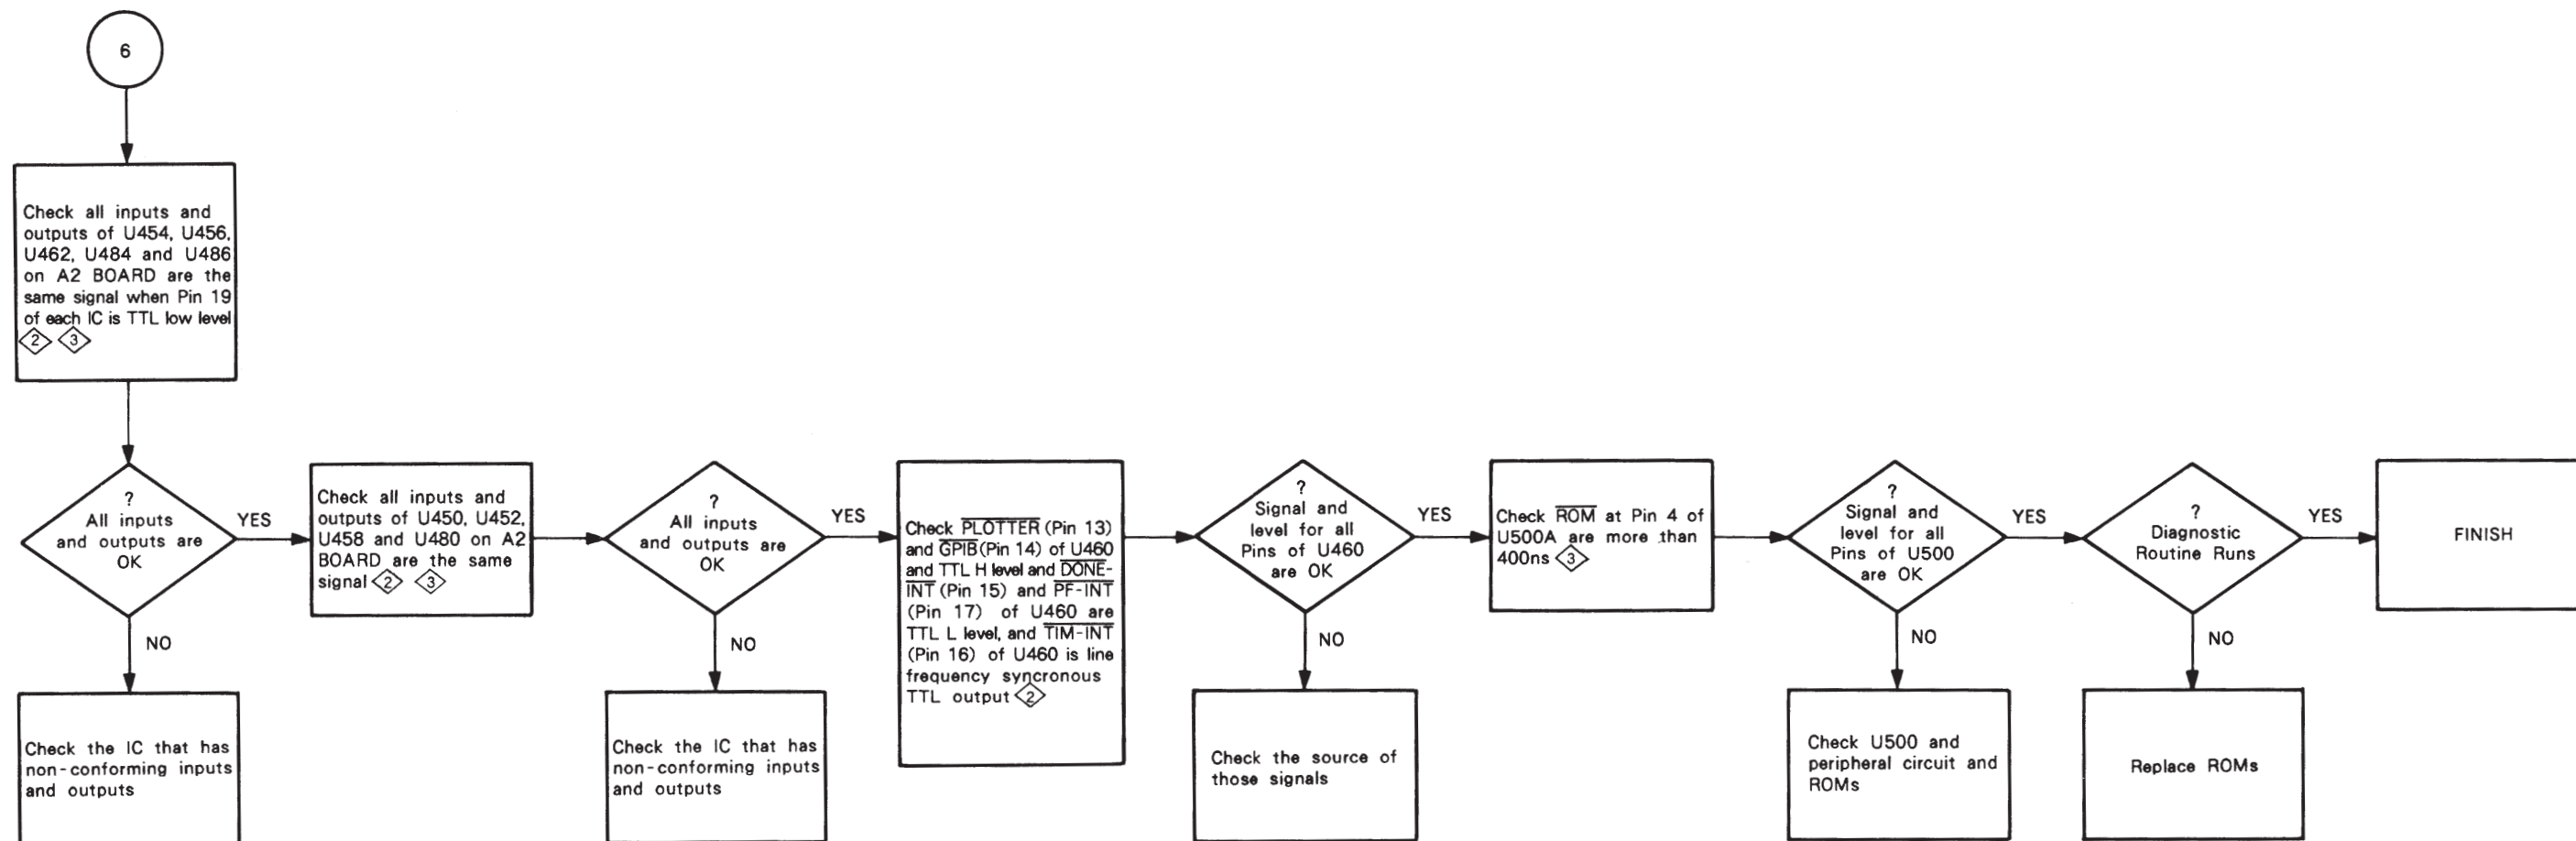 6
Check all inputs and
outputs of U454, U456,
U462, U484 and U486
on A2 BOARD are the
same signal when Pin 19
of each IC is TTL low level
2 3
?
All inputs
and outputs are
OK
YES
NO
Check the IC that has
non-conforming inputs
and outputs
Check all inputs and
outputs of U450, U452,
U458 and U480 on A2
BOARD are the same
signal 2 3
?
All inputs
and outputs are
OK
YES
NO
Check the IC that has
non-conforming inputs
and outputs
Check PLOTTER (Pin 13)
and GPIB (Pin 14) of U460
and TTL H level and DONE-
INT (Pin 15) and PF-INT
(Pin 17) of U460 are
TTL L level, and TIM-INT
(Pin 16) of U460 is line
frequency syncronous
TTL output 2
?
Signal and
level for all
Pins of U460
are OK
YES
NO
Check the source of
those signals
Check ROM at Pin 4 of
U500A are more than
400ns 3
?
Signal and
level for all
Pins of U500
are OK
YES
NO
Check U500 and
peripheral circuit and
ROMs
?
Diagnostic
Routine Runs
YES
NO
Replace ROMs
FINISH